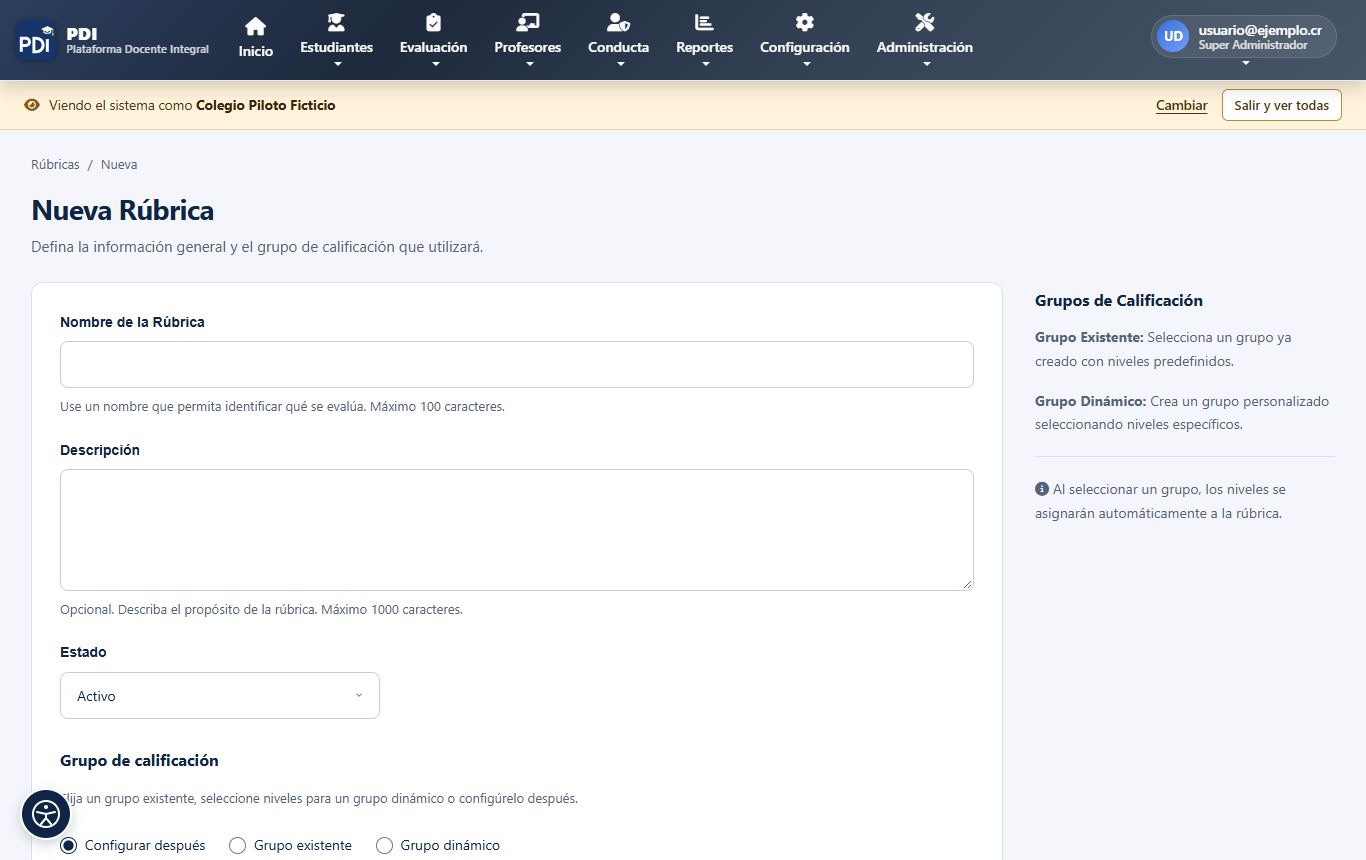 PDI
PDI
Plataforma Docente Integral
Inicio
Estudiantes
Evaluación
Profesores
Conducta
Reportes
Configuración
Administración
UD
usuario@ejemplo.cr
Super Administrador
Viendo el sistema como Colegio Piloto Ficticio
Cambiar
Salir y ver todas
Rúbricas / Nueva
Nueva Rúbrica
Defina la información general y el grupo de calificación que utilizará.
Nombre de la Rúbrica
Use un nombre que permita identificar qué se evalúa. Máximo 100 caracteres.
Descripción
Opcional. Describa el propósito de la rúbrica. Máximo 1000 caracteres.
Estado
Activo
Grupo de calificación
lija un grupo existente, seleccione niveles para un grupo dinámico o configúrelo después.
Configurar después
Grupo existente
Grupo dinámico
Grupos de Calificación
Grupo Existente: Selecciona un grupo ya
creado con niveles predefinidos.
Grupo Dinámico: Crea un grupo personalizado
seleccionando niveles específicos.
Al seleccionar un grupo, los niveles se
asignarán automáticamente a la rúbrica.